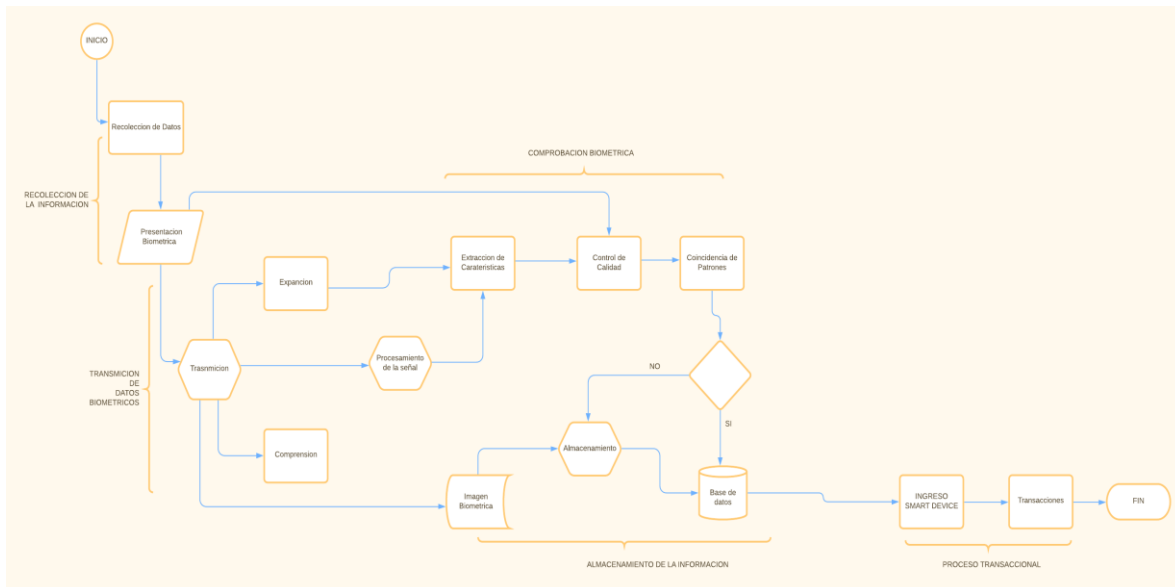 INICIO
Recoleccion de Datos
COMPROBACION BIOMETRICA
RECOLECCION DE
LA INFORMACION
Presentacion
Biometrica
Extraccion de
Carateristicas
Control de
Calidad
Coincidencia de
Patrones
Expancion
TRANSMICION
DE
DATOS
BIOMETRICOS
Trasnmicion
Procesamiento
de la señal
NO
SI
Comprension
Almacenamiento
Imagen
Biometrica
Base de
datos
INGRESO
SMART DEVICE
Transacciones
FIN
ALMACENAMIENTO DE LA INFORMACION
PROCESO TRANSACCIONAL